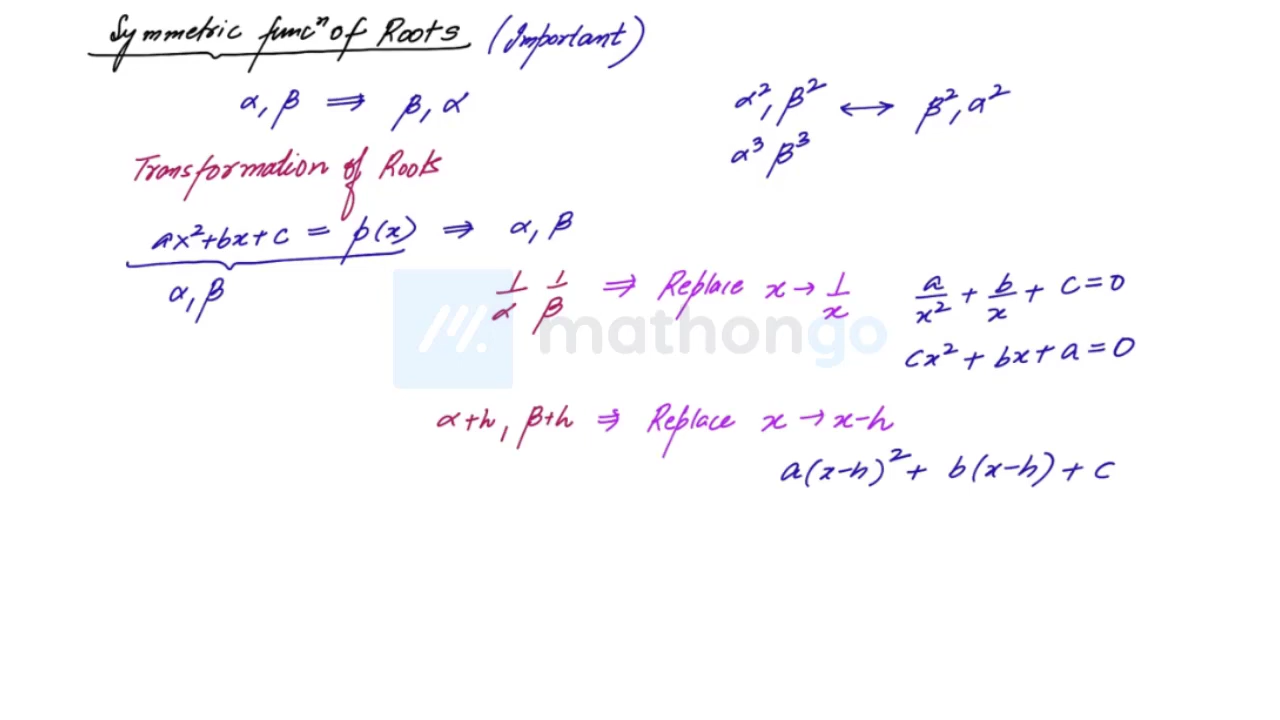 Symmetric funcⁿ of Roots (Important)
α, β ⟹ β, α
α², β² ⟷ β², α²
α³ β³
Transformation of Roots
ax²+bx+c = p(x) ⟹ α, β
α, β
1/α 1/β ⟹ Replace x → 1/x
a/x² + b/x + c = 0
cx² + bx + a = 0
mathongo
α+h, β+h ⟹ Replace x → x-h
a(x-h)² + b(x-h) + c